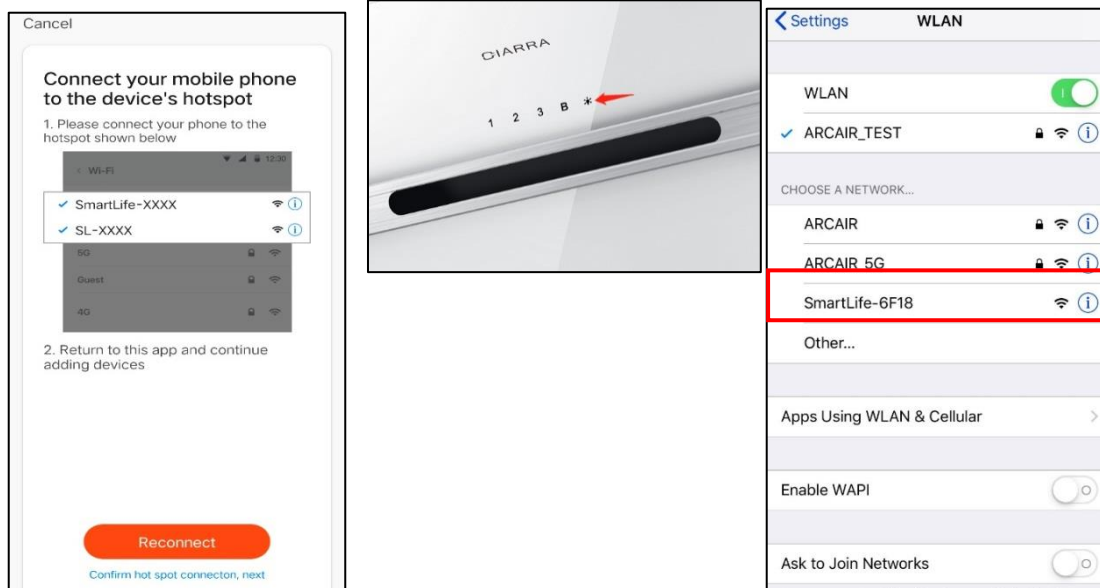 Cancel
Connect your mobile phone
to the device's hotspot
1. Please connect your phone to the
hotspot shown below
12:30
Wi-Fi
SmartLife-XXXX
SL-XXXX
5G
Guest
4G
2. Return to this app and continue
adding devices
Reconnect
Confirm hot spot connecton, next
CIARRA
1 2 3 B *
Settings WLAN
WLAN
ARCAIR_TEST
CHOOSE A NETWORK...
ARCAIR
ARCAIR_5G
SmartLife-6F18
Other...
Apps Using WLAN & Cellular
Enable WAPI
Ask to Join Networks